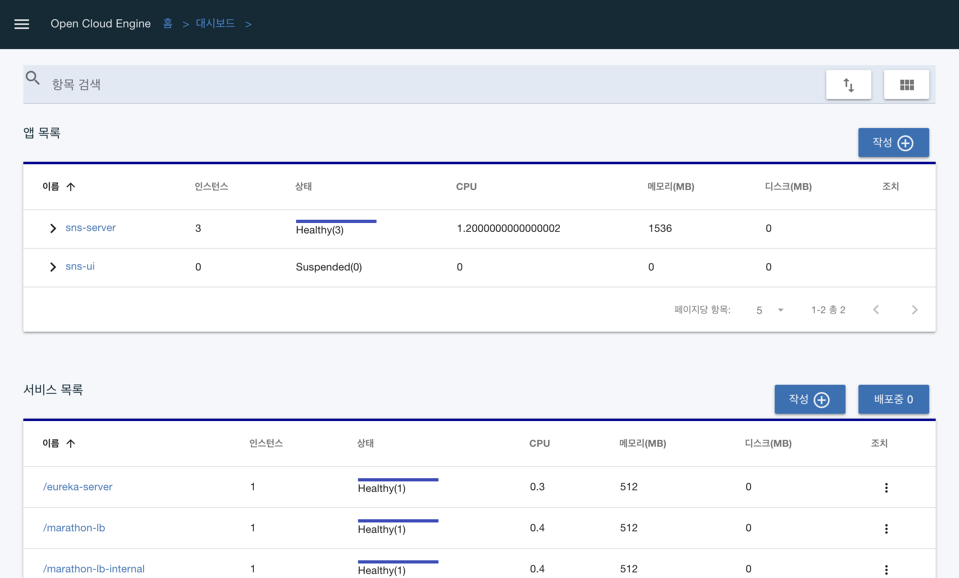 Open Cloud Engine 홈 > 대시보드 >
항목 검색
앱 목록
작성
이름 인스턴스 상태 CPU 메모리(MB) 디스크(MB) 조치
sns-server 3 Healthy(3) 1.2000000000000002 1536 0
sns-ui 0 Suspended(0) 0 0 0
페이지당 항목: 5 1-2 총 2
서비스 목록
작성 배포중 0
이름 인스턴스 상태 CPU 메모리(MB) 디스크(MB) 조치
/eureka-server 1 Healthy(1) 0.3 512 0
/marathon-lb 1 Healthy(1) 0.4 512 0
/marathon-lb-internal 1 Healthy(1) 0.4 512 0